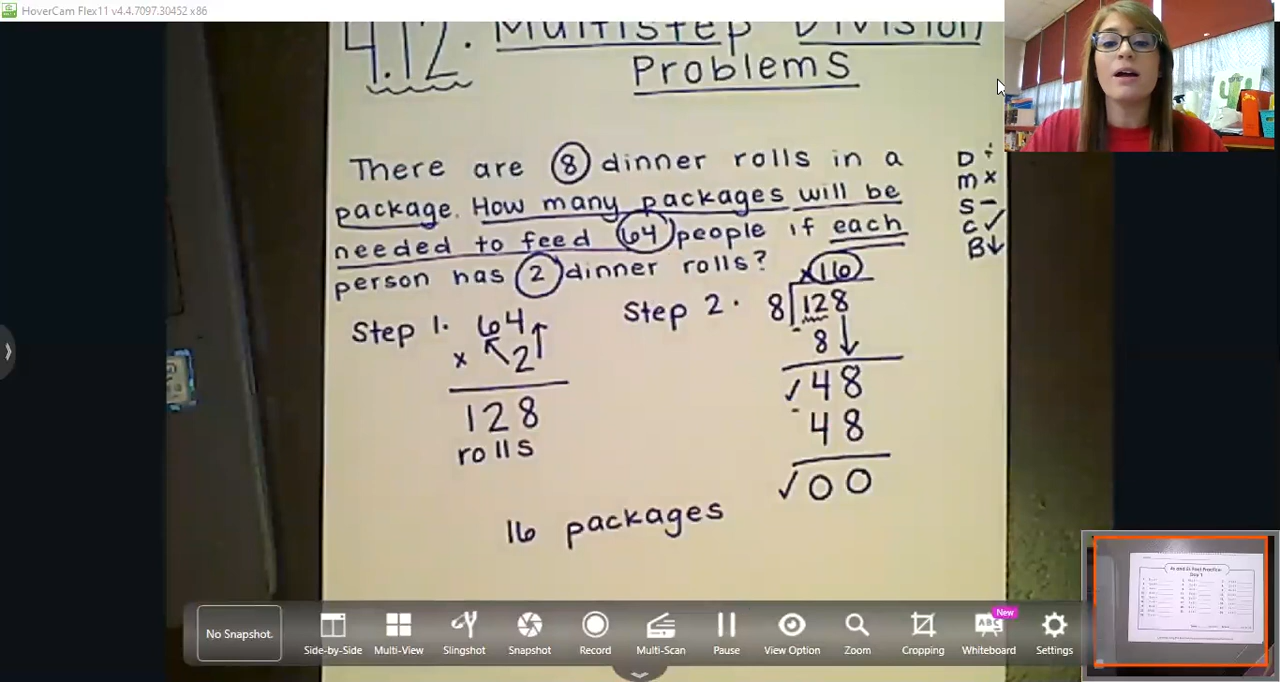 HoverCam Flex11 v4.4.7097.30452 x86
4.12. Multistep Division
Problems
There are 8 dinner rolls in a
package. How many packages will be
needed to feed 64 people if each
person has 2 dinner rolls?
D ÷
m x
S −
C ✓
B ↓
Step 1. 64
x 2
128
rolls
Step 2.
x16
8 128
- 8
✓ 48
- 48
✓ 00
16 packages
No Snapshot.
Side-by-Side
Multi-View
Slingshot
Snapshot
Record
Multi-Scan
Pause
View Option
Zoom
Cropping
New
ABC
Whiteboard
Settings